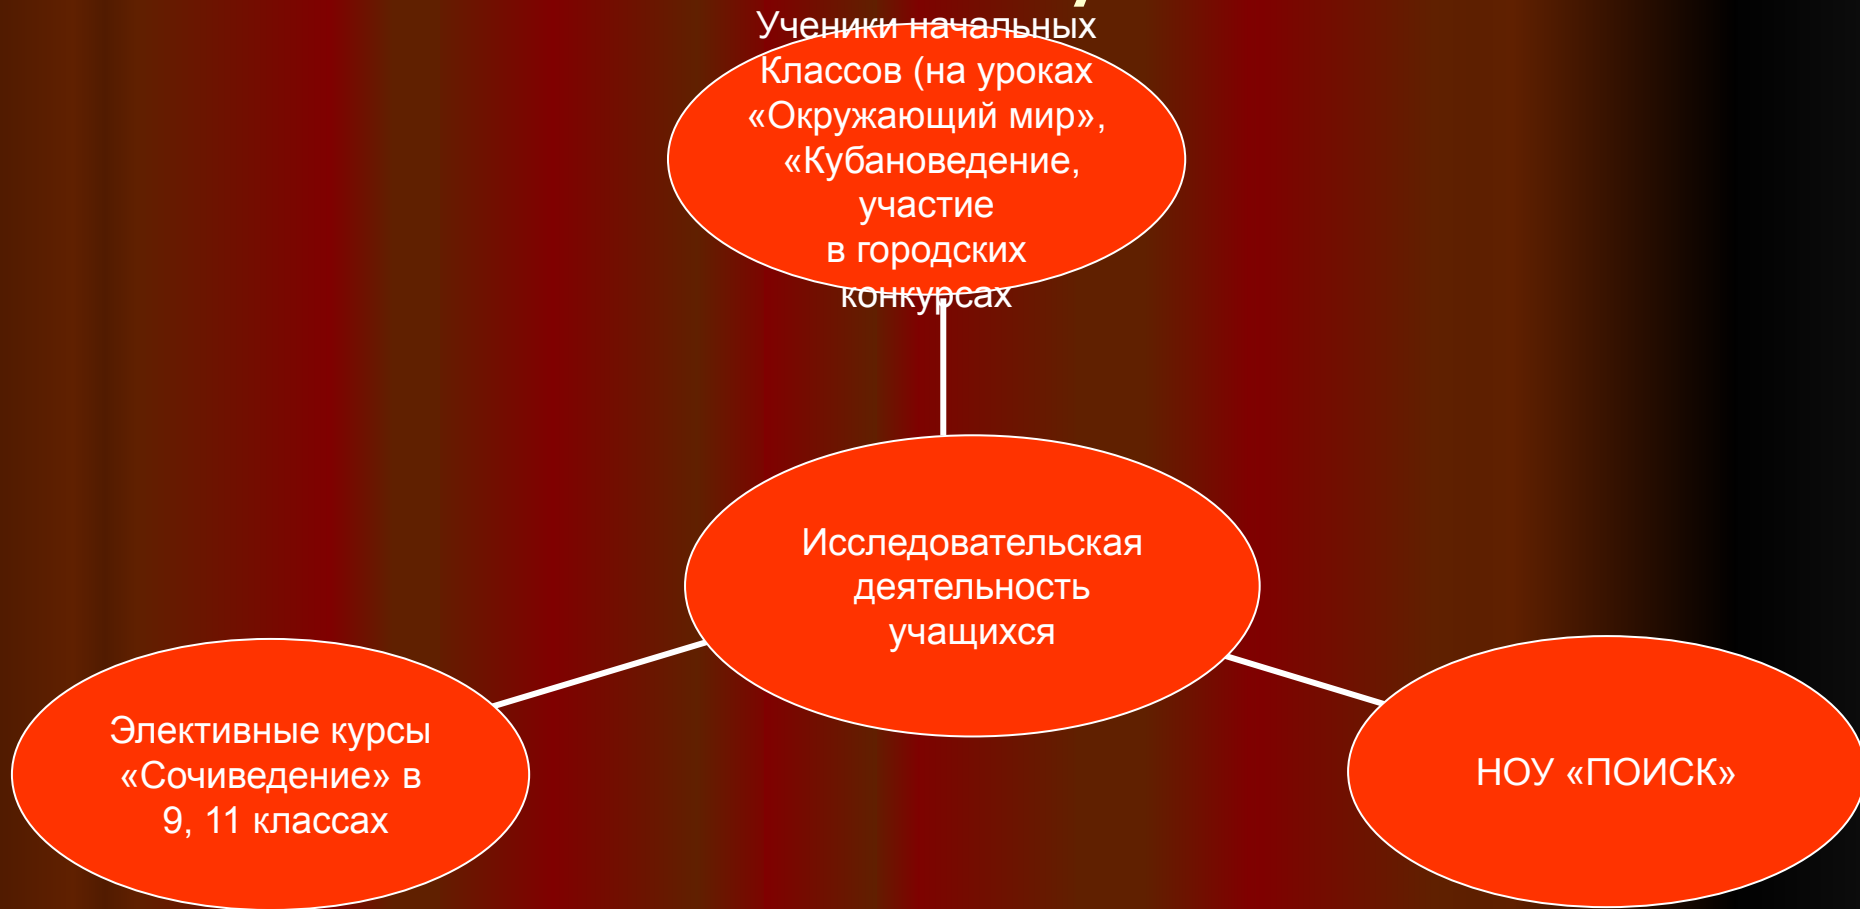 Ученики начальных
Классов (на уроках
«Окружающий мир»,
«Кубановедение,
участие
в городских
конкурсах
Исследовательская
деятельность
учащихся
Элективные курсы
«Сочиведение» в
9, 11 классах
НОУ «ПОИСК»